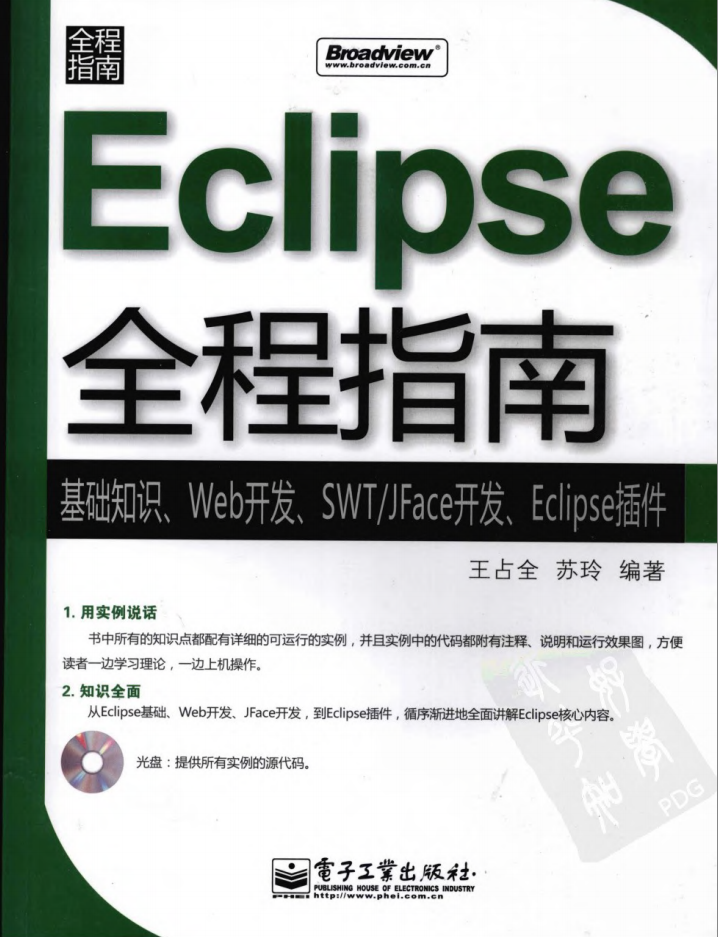 全程
指南
Broadview®
www.broadview.com.cn
Eclipse
全程指南
基础知识、Web开发、SWT/JFace开发、Eclipse插件
王占全 苏玲 编著
1. 用实例说话
书中所有的知识点都配有详细的可运行的实例，并且实例中的代码都附有注释、说明和运行效果图，方便
读者一边学习理论，一边上机操作。
2. 知识全面
从Eclipse基础、Web开发、JFace开发，到Eclipse插件，循序渐进地全面讲解Eclipse核心内容。
光盘：提供所有实例的源代码。
PDG
電子工業出版社·
PUBLISHING HOUSE OF ELECTRONICS INDUSTRY
http://www.phei.com.cn